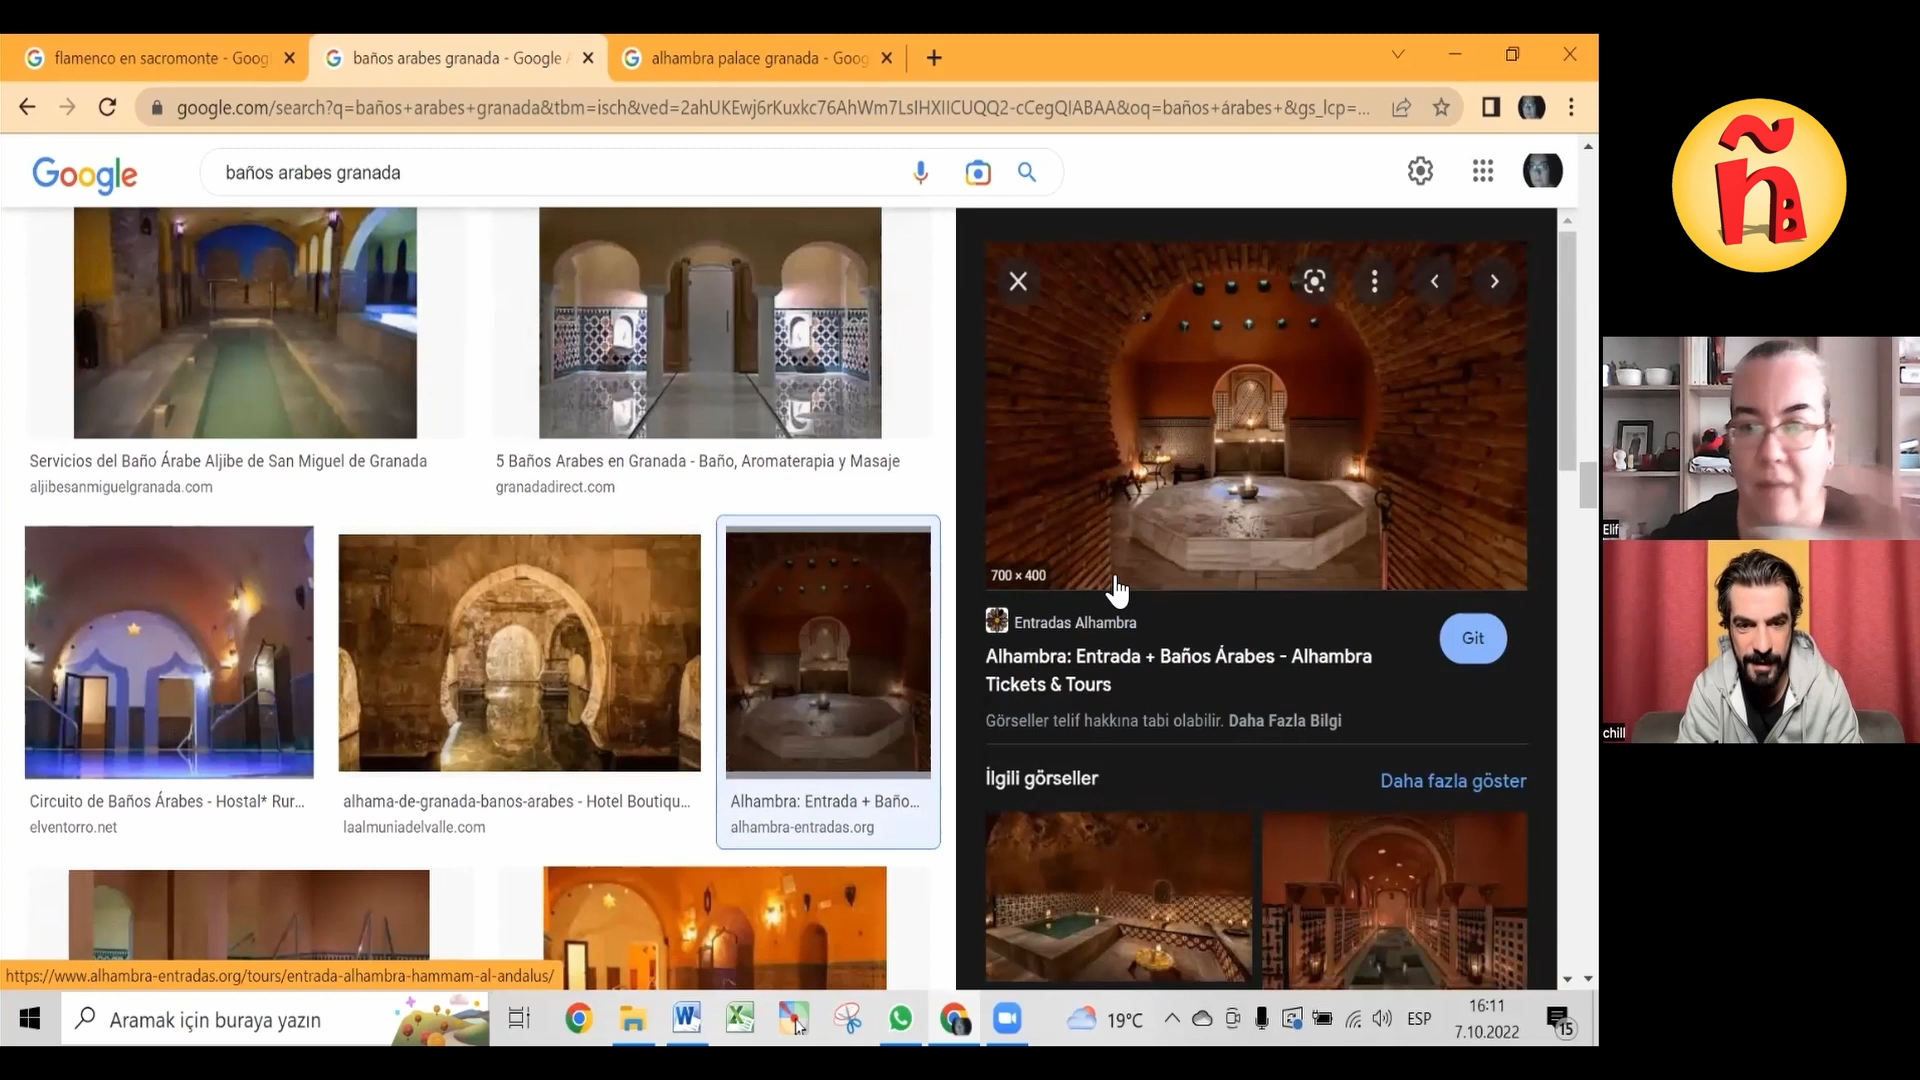 flamenco en sacromonte - Goog
baños arabes granada - Google
alhambra palace granada - Goog
google.com/search?q=baños+arabes+granada&tbm=isch&ved=2ahUKEwj6rKuxkc76AhWm7LsIHXIICUQQ2-cCegQIABAA&oq=baños+árabes+&gs_lcp=...
Google
baños arabes granada
Servicios del Baño Árabe Aljibe de San Miguel de Granada
aljibesanmiguelgranada.com
5 Baños Arabes en Granada - Baño, Aromaterapia y Masaje
granadadirect.com
Circuito de Baños Árabes - Hostal* Rur...
elventorro.net
alhama-de-granada-banos-arabes - Hotel Boutiqu...
laalmuniadelvalle.com
Alhambra: Entrada + Baño...
alhambra-entradas.org
700 × 400
Entradas Alhambra
Git
Alhambra: Entrada + Baños Árabes - Alhambra
Tickets & Tours
Görseller telif hakkına tabi olabilir. Daha Fazla Bilgi
İlgili görseller
Daha fazla göster
https://www.alhambra-entradas.org/tours/entrada-alhambra-hammam-al-andalus/
Aramak için buraya yazın
19°C
ESP
16:11
7.10.2022
15
ñ
Elif
chill